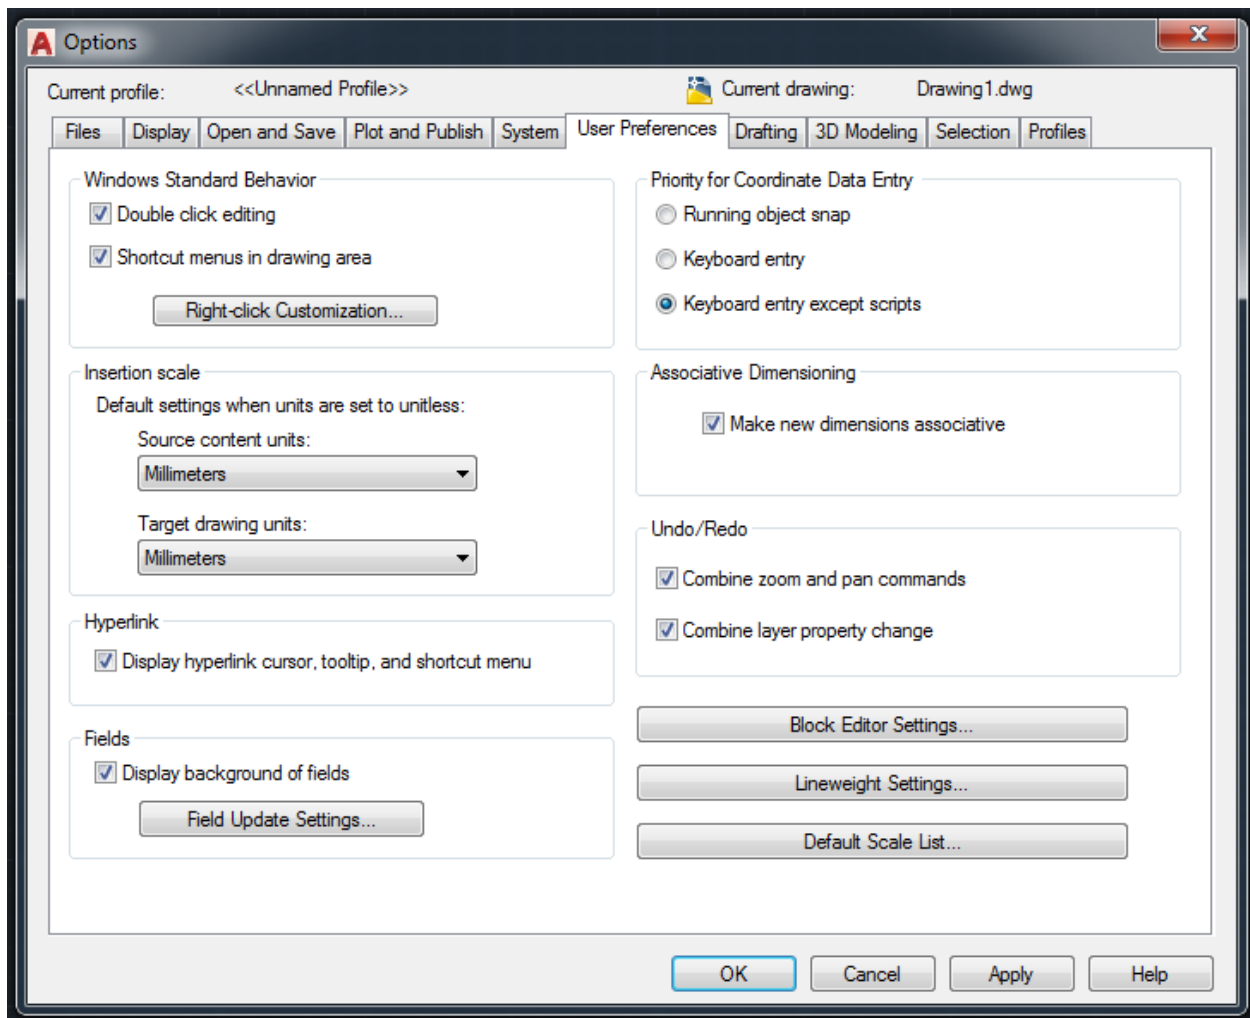 Options
Current profile: <<Unnamed Profile>> Current drawing: Drawing1.dwg
Files Display Open and Save Plot and Publish System User Preferences Drafting 3D Modeling Selection Profiles
Windows Standard Behavior
Double click editing
Shortcut menus in drawing area
Right-click Customization...
Insertion scale
Default settings when units are set to unitless:
Source content units:
Millimeters
Target drawing units:
Millimeters
Hyperlink
Display hyperlink cursor, tooltip, and shortcut menu
Fields
Display background of fields
Field Update Settings...
Priority for Coordinate Data Entry
Running object snap
Keyboard entry
Keyboard entry except scripts
Associative Dimensioning
Make new dimensions associative
Undo/Redo
Combine zoom and pan commands
Combine layer property change
Block Editor Settings...
Lineweight Settings...
Default Scale List...
OK Cancel Apply Help